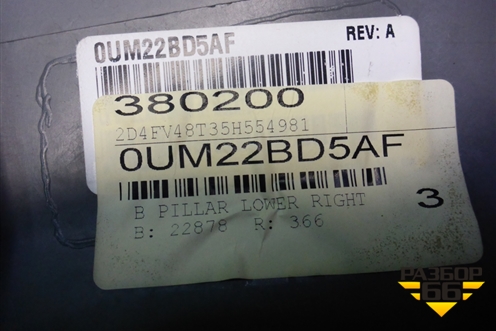 0UM22BD5AF
REV: A
380200
2D4FV48T35H554981
0UM22BD5AF
B PILLAR LOWER RIGHT
3
B: 22878 R: 366
РАЗБОР
66